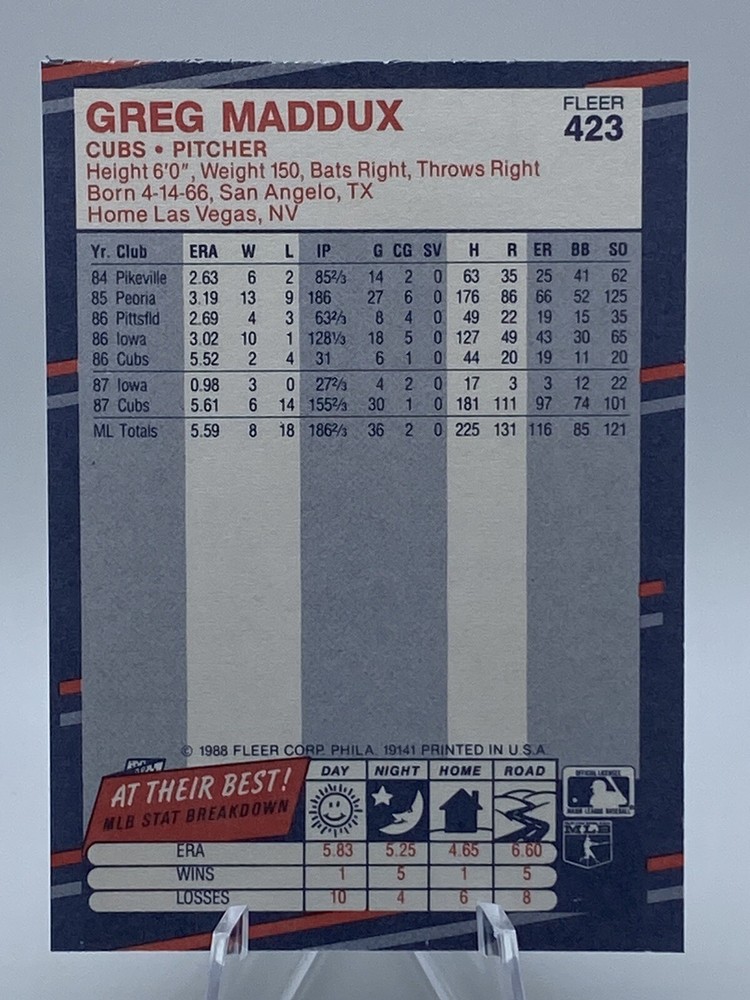 GREG MADDUX
FLEER
423
CUBS • PITCHER
Height 6'0", Weight 150, Bats Right, Throws Right
Born 4-14-66, San Angelo, TX
Home Las Vegas, NV
Yr. Club ERA W L IP G CG SV H R ER BB SO
84 Pikeville 2.63 6 2 85⅔ 14 2 0 63 35 25 41 62
85 Peoria 3.19 13 9 186 27 6 0 176 86 66 52 125
86 Pittsfld 2.69 4 3 63⅔ 8 4 0 49 22 19 15 35
86 Iowa 3.02 10 1 128⅓ 18 5 0 127 49 43 30 65
86 Cubs 5.52 2 4 31 6 1 0 44 20 19 11 20
87 Iowa 0.98 3 0 27⅔ 4 2 0 17 3 3 12 22
87 Cubs 5.61 6 14 155⅔ 30 1 0 181 111 97 74 101
ML Totals 5.59 8 18 186⅔ 36 2 0 225 131 116 85 121
© 1988 FLEER CORP. PHILA. 19141 PRINTED IN U.S.A.
AT THEIR BEST!
MLB STAT BREAKDOWN
DAY NIGHT HOME ROAD
OFFICIAL LICENSEE
MAJOR LEAGUE BASEBALL
MLB
ERA 5.83 5.25 4.65 6.60
WINS 1 5 1 5
LOSSES 10 4 6 8